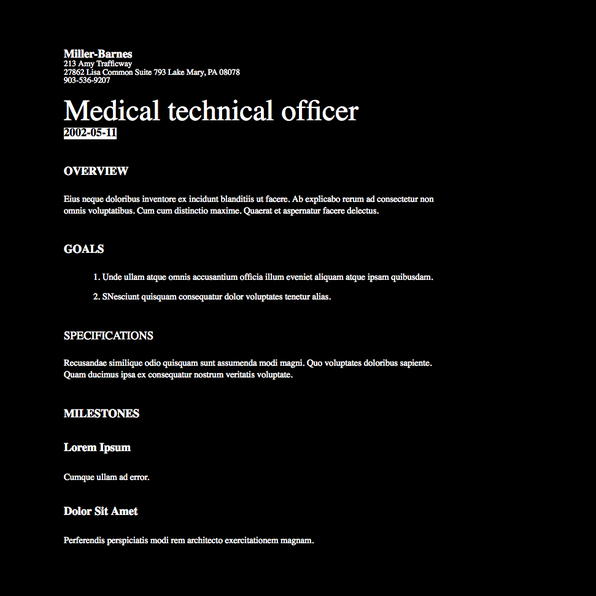 Miller-Barnes
213 Amy Trafficway
27862 Lisa Common Suite 793 Lake Mary, PA 08078
903-536-9207
Medical technical officer
2002-05-11
OVERVIEW
Eius neque doloribus inventore ex incidunt blanditiis ut facere. Ab explicabo rerum ad consectetur non
omnis voluptatibus. Cum cum distinctio maxime. Quaerat et aspernatur facere delectus.
GOALS
1. Unde ullam atque omnis accusantium officia illum eveniet aliquam atque ipsam quibusdam.
2. SNesciunt quisquam consequatur dolor voluptates tenetur alias.
SPECIFICATIONS
Recusandae similique odio quisquam sunt assumenda modi magni. Quo voluptates doloribus sapiente.
Quam ducimus ipsa ex consequatur nostrum veritatis voluptate.
MILESTONES
Lorem Ipsum
Cumque ullam ad error.
Dolor Sit Amet
Perferendis perspiciatis modi rem architecto exercitationem magnam.